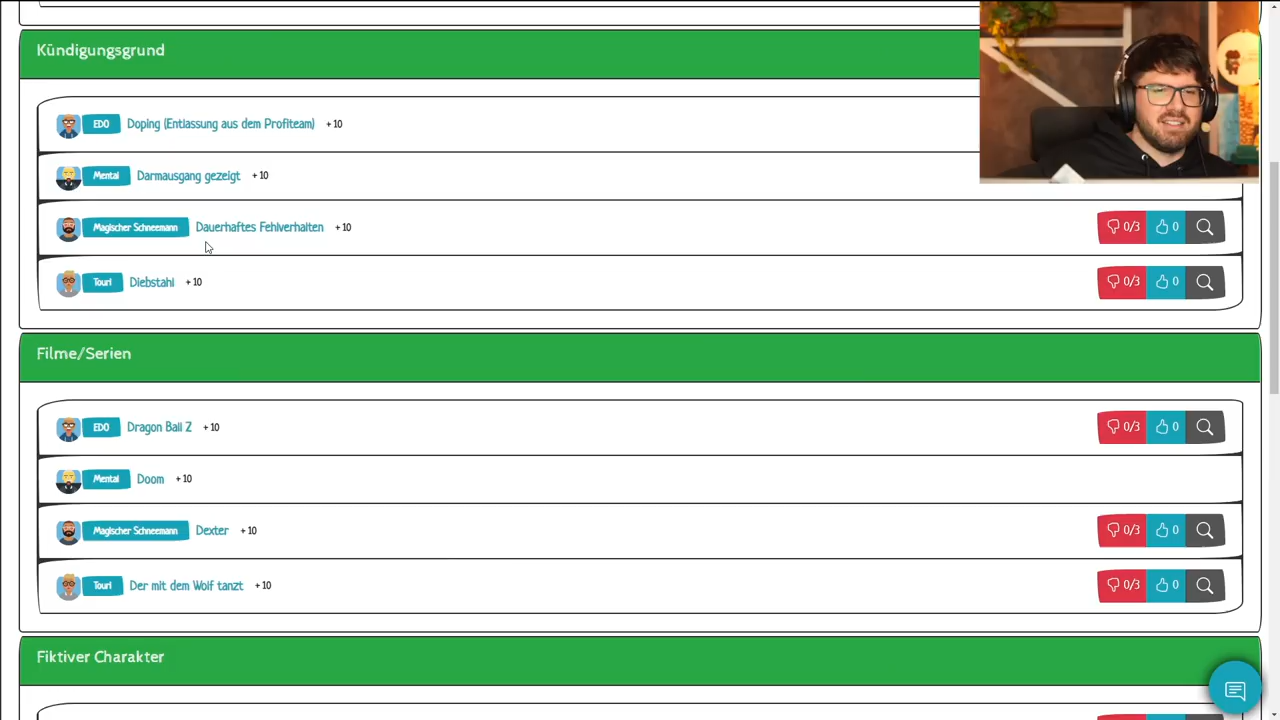 Kündigungsgrund
EDO Doping (Entlassung aus dem Profiteam) + 10
Mental Darmausgang gezeigt + 10
Magischer Schneemann Dauerhaftes Fehlverhalten + 10 0/3 0
Touri Diebstahl + 10 0/3 0
Filme/Serien
EDO Dragon Ball Z + 10 0/3 0
Mental Doom + 10
Magischer Schneemann Dexter + 10 0/3 0
Touri Der mit dem Wolf tanzt + 10 0/3 0
Fiktiver Charakter